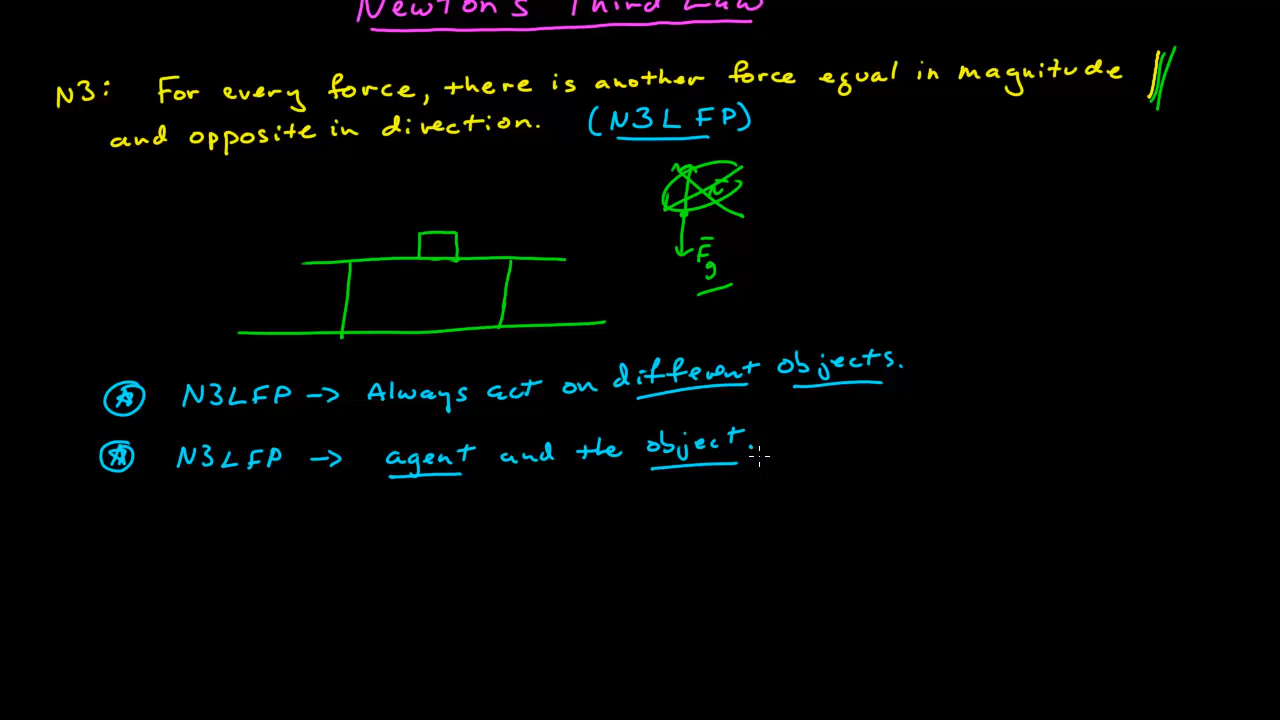 Newton's Third Law
N3: For every force, there is another force equal in magnitude
and opposite in direction. (N3LFP)
F̄g
N3LFP -> Always act on different objects.
N3LFP -> agent and the object.